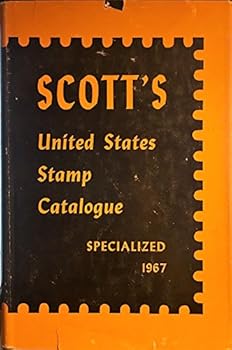 SCOTT'S
United States
Stamp
Catalogue
SPECIALIZED
1967